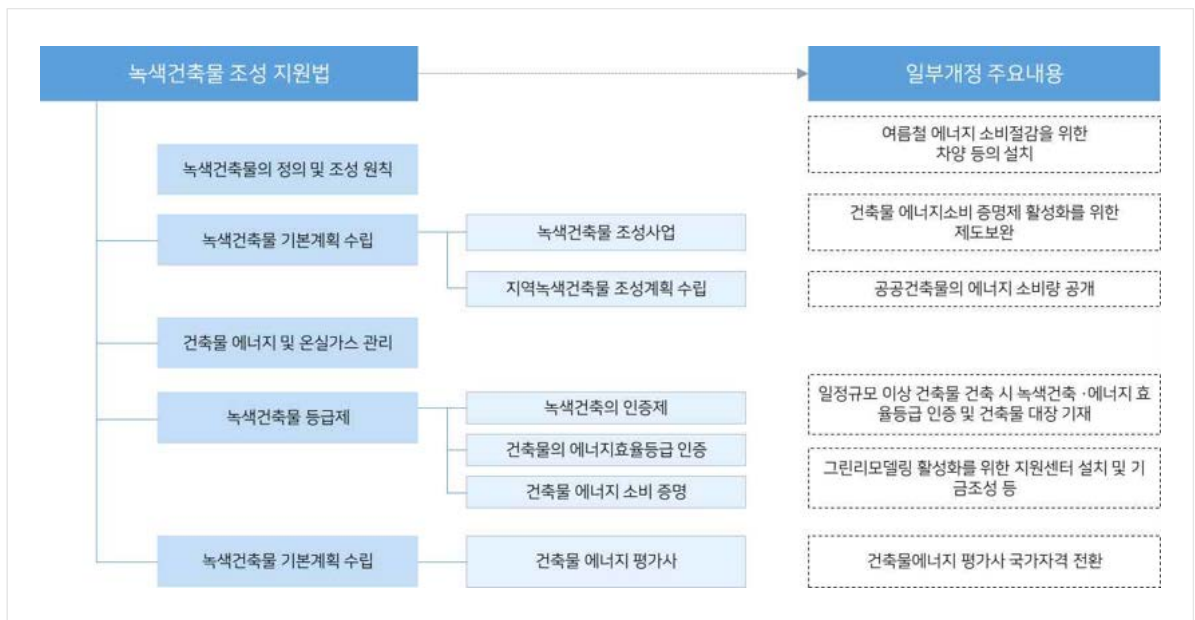 녹색건축물 조성 지원법
일부개정 주요내용
녹색건축물의 정의 및 조성 원칙
여름철 에너지 소비절감을 위한
차양 등의 설치
녹색건축물 기본계획 수립
녹색건축물 조성사업
건축물 에너지소비 증명제 활성화를 위한
제도보완
지역녹색건축물 조성계획 수립
공공건축물의 에너지 소비량 공개
건축물 에너지 및 온실가스 관리
녹색건축물 등급제
녹색건축의 인증제
일정규모 이상 건축물 건축 시 녹색건축 ·에너지 효
율등급 인증 및 건축물 대장 기재
건축물의 에너지효율등급 인증
건축물 에너지 소비 증명
그린리모델링 활성화를 위한 지원센터 설치 및 기
금조성 등
녹색건축물 기본계획 수립
건축물 에너지 평가사
건축물에너지 평가사 국가자격 전환